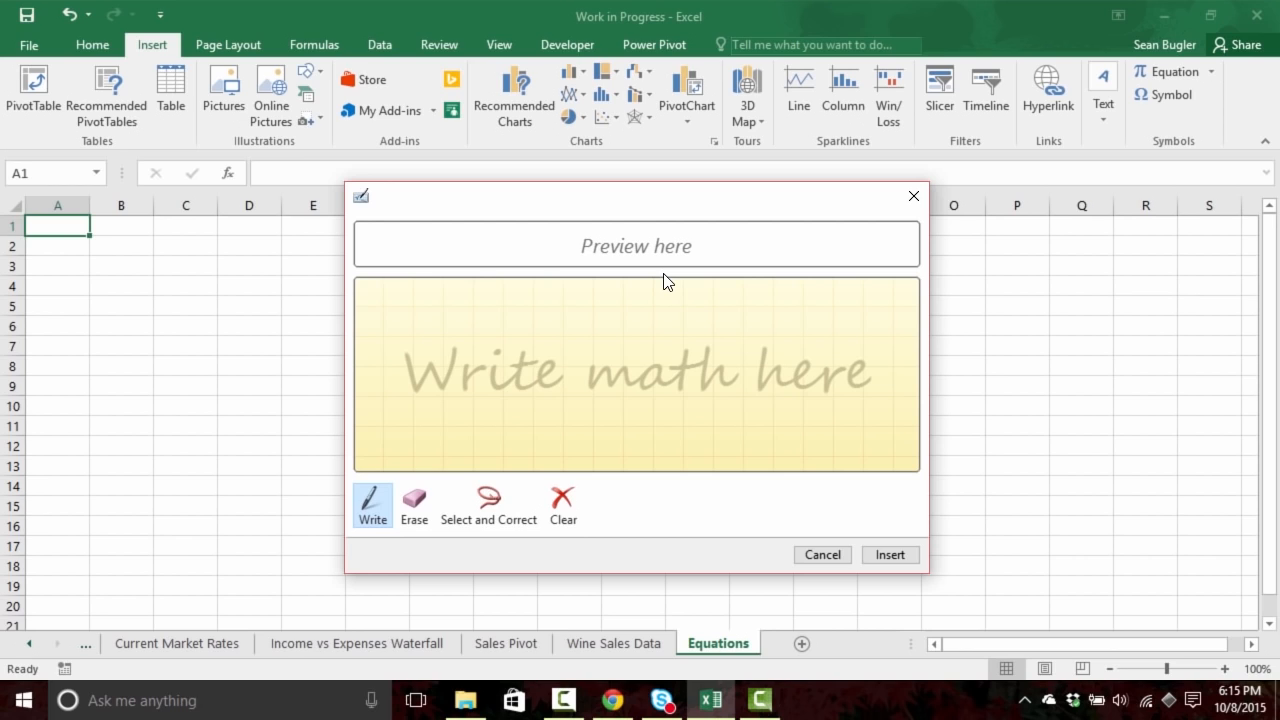 Work in Progress - Excel
File Home Insert Page Layout Formulas Data Review View Developer Power Pivot Tell me what you want to do... Sean Bugler Share
PivotTable Recommended PivotTables Table
Tables
Pictures Online Pictures
Illustrations
Store
My Add-ins
Add-ins
Recommended Charts
PivotChart
Charts
3D Map
Tours
Line Column Win/Loss
Sparklines
Slicer Timeline
Filters
Hyperlink
Links
A
Text
π Equation
Ω Symbol
Symbols
A1 fx
A B C D E O P Q R S
1
2
3
4
5
6
7
8
9
10
11
12
13
14
15
16
17
18
19
20
21
Preview here
Write math here
Write Erase Select and Correct Clear
Cancel Insert
... Current Market Rates Income vs Expenses Waterfall Sales Pivot Wine Sales Data Equations
Ready 100%
Ask me anything
6:15 PM
10/8/2015